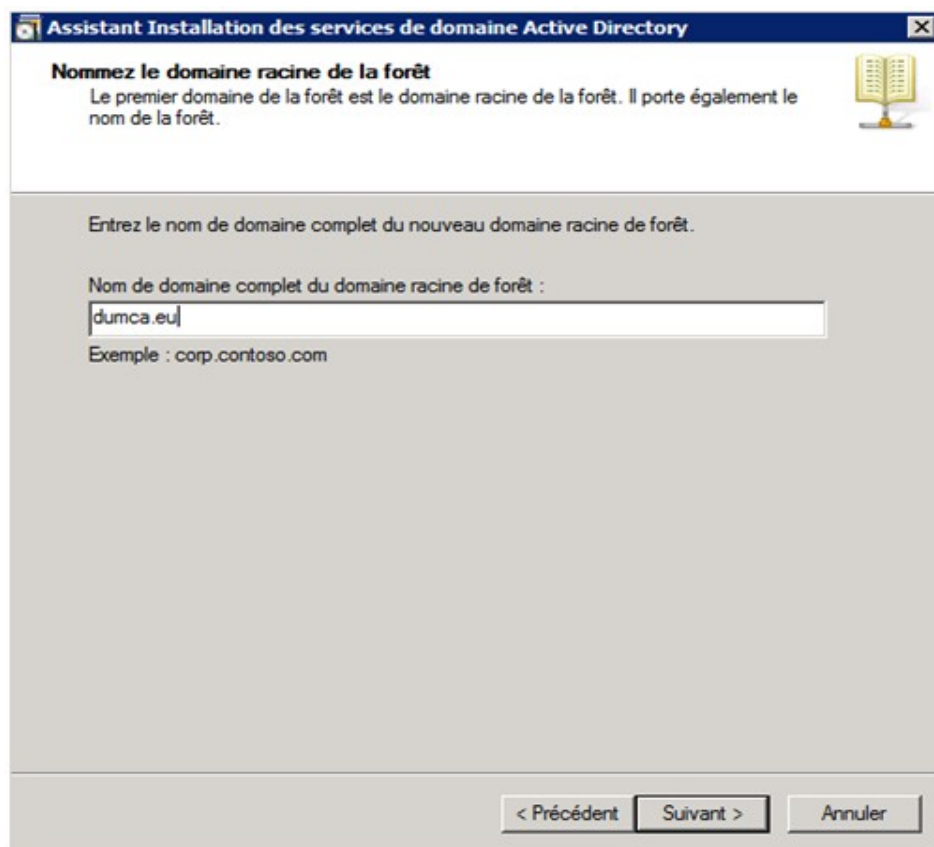 Assistant Installation des services de domaine Active Directory
Nommez le domaine racine de la forêt
Le premier domaine de la forêt est le domaine racine de la forêt. Il porte également le
nom de la forêt.
Entrez le nom de domaine complet du nouveau domaine racine de forêt.
Nom de domaine complet du domaine racine de forêt :
dumca.eu
Exemple : corp.contoso.com
< Précédent Suivant > Annuler